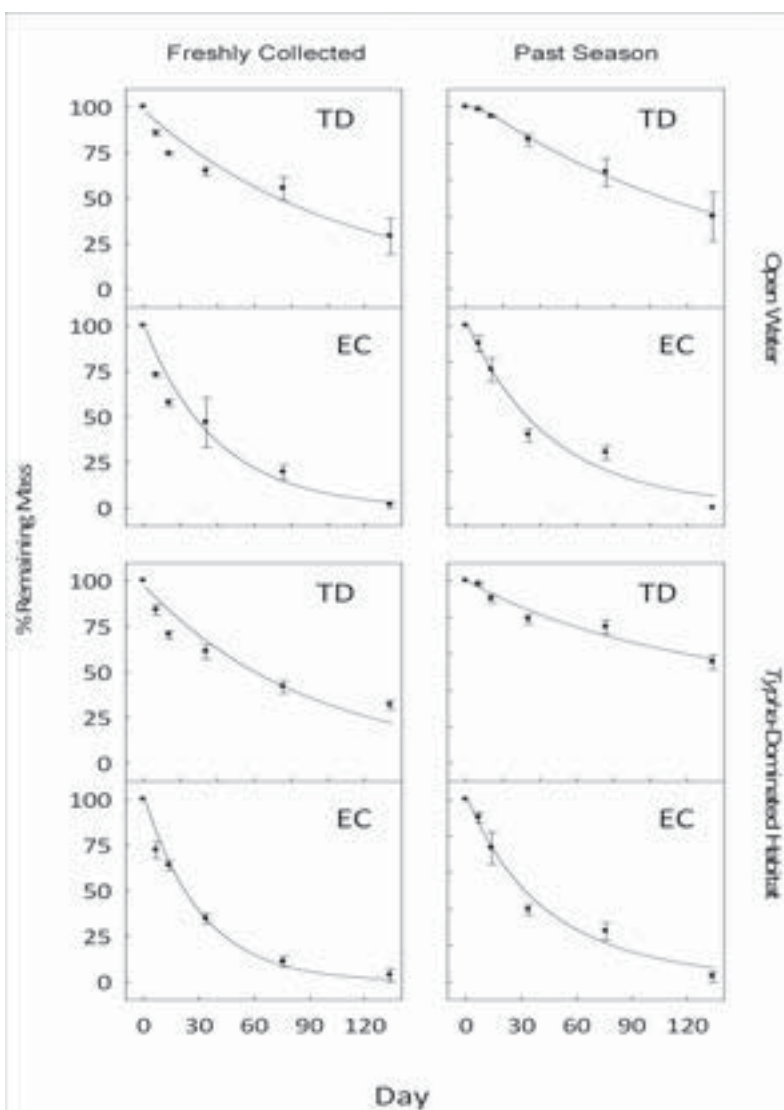 Freshly Collected Past Season
100 TD TD
75
50
25
0
Open Water
100 EC EC
75
50
25
0
% Remaining Mass
100 TD TD
75
50
25
0
Typha-Dominated Habitat
100 EC EC
75
50
25
0
0 30 60 90 120 0 30 60 90 120
Day